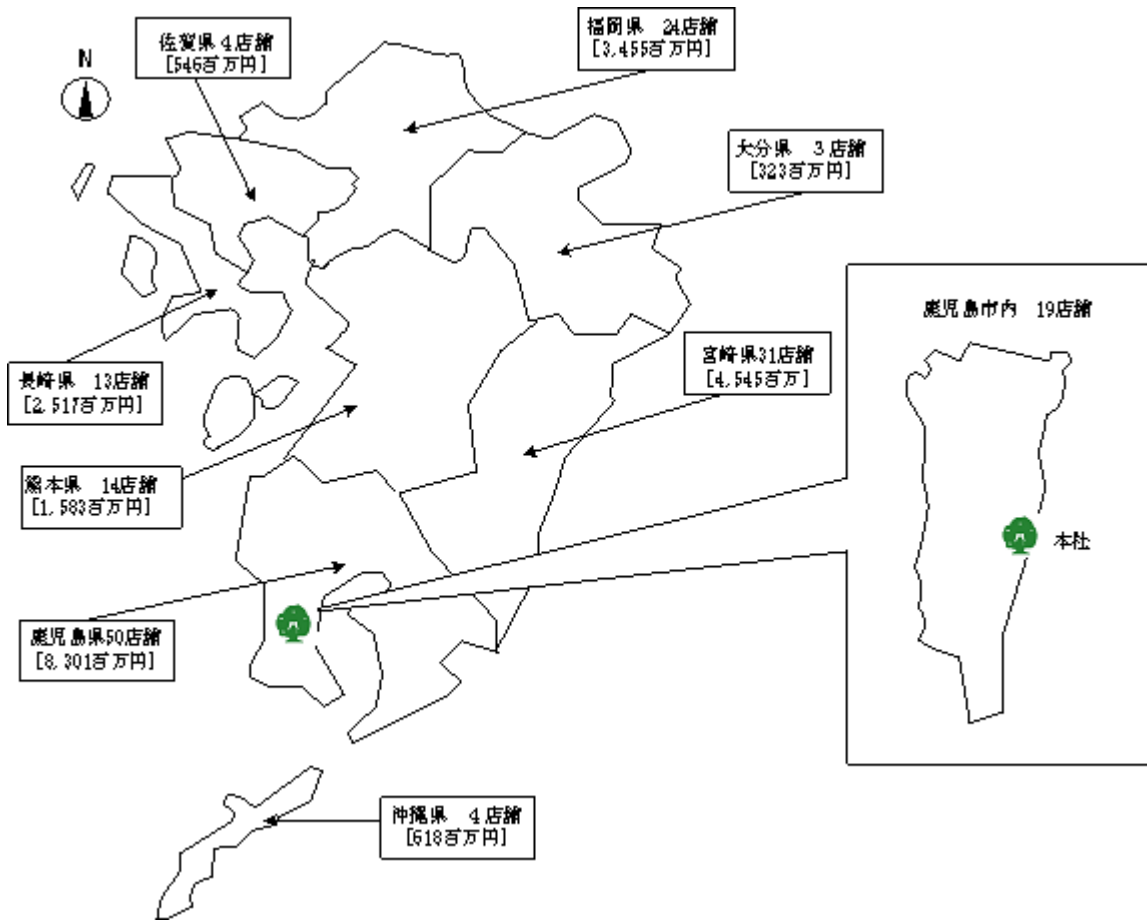 佐賀県4店舗
[546百万円]
福岡県 24店舗
[3,455百万円]
N
大分県 3店舗
[323百万円]
鹿児島市内 19店舗
宮崎県31店舗
[4,545百万]
長崎県 13店舗
[2,517百万円]
熊本県 14店舗
[1,583百万円]
本社
鹿児島県50店舗
[8,301百万円]
沖縄県 4店舗
[618百万円]